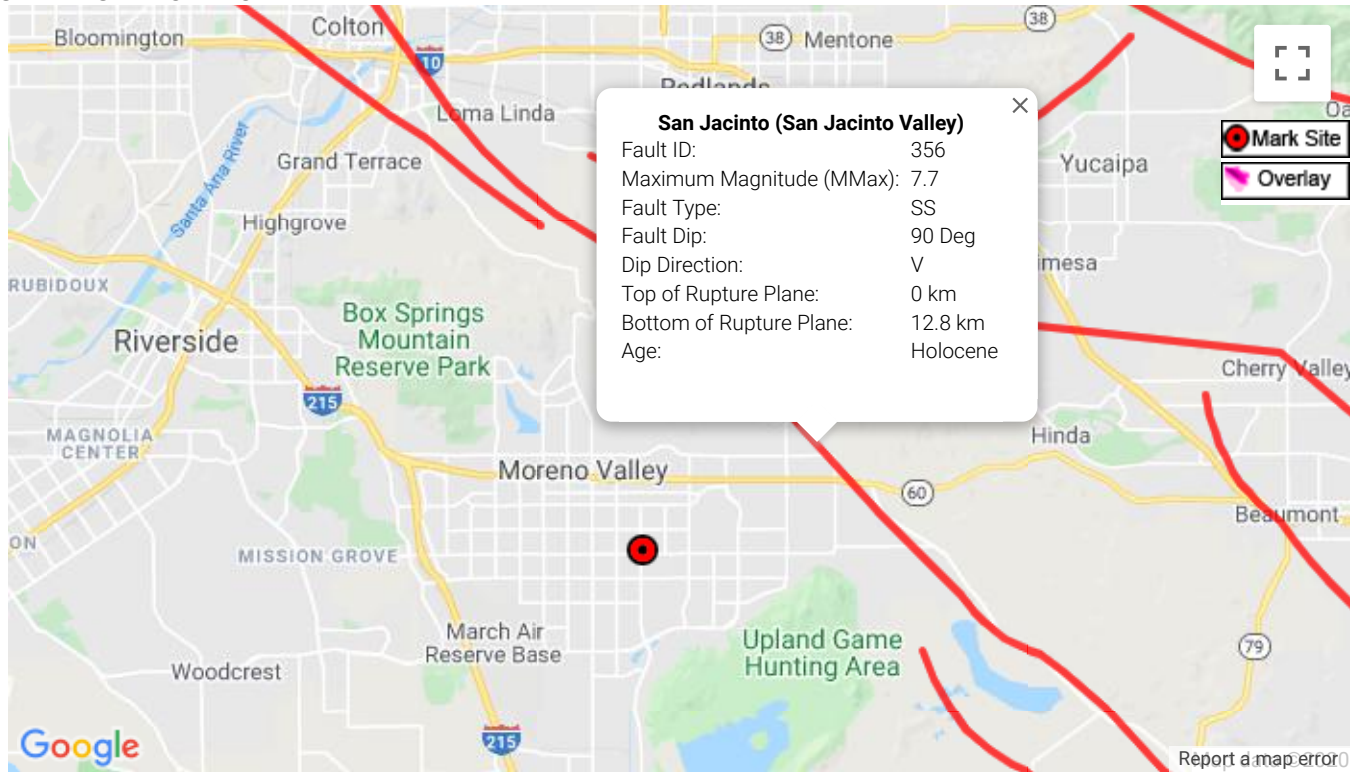 Bloomington
Colton
38
Mentone
38
10
Redlands
Loma Linda
Oa
Mark Site
Overlay
Grand Terrace
Yucaipa
Santa Ana River
Highgrove
San Jacinto (San Jacinto Valley)
Fault ID: 356
Maximum Magnitude (MMax): 7.7
Fault Type: SS
Fault Dip: 90 Deg
Dip Direction: V
Top of Rupture Plane: 0 km
Bottom of Rupture Plane: 12.8 km
Age: Holocene
imesa
RUBIDOUX
Riverside
Box Springs
Mountain
Reserve Park
Cherry Valley
215
MAGNOLIA
CENTER
Hinda
Moreno Valley
60
Beaumont
ON
MISSION GROVE
March Air
Reserve Base
Upland Game
Hunting Area
79
Woodcrest
Google
215
Report a map error